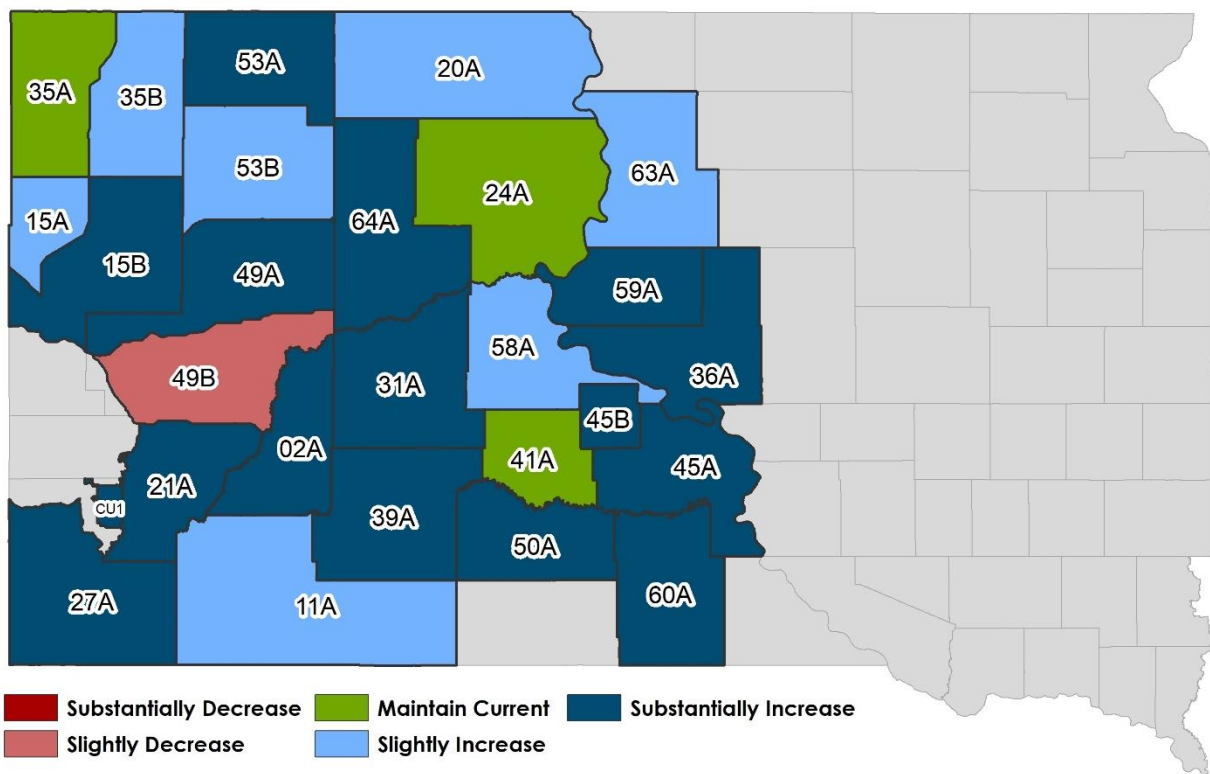 53A
20A
35A
35B
53B
63A
24A
15A
64A
15B
49A
59A
58A
49B
31A
36A
45B
02A
41A
45A
21A
CU1
39A
50A
27A
11A
60A
Substantially Decrease
Maintain Current
Substantially Increase
Slightly Decrease
Slightly Increase